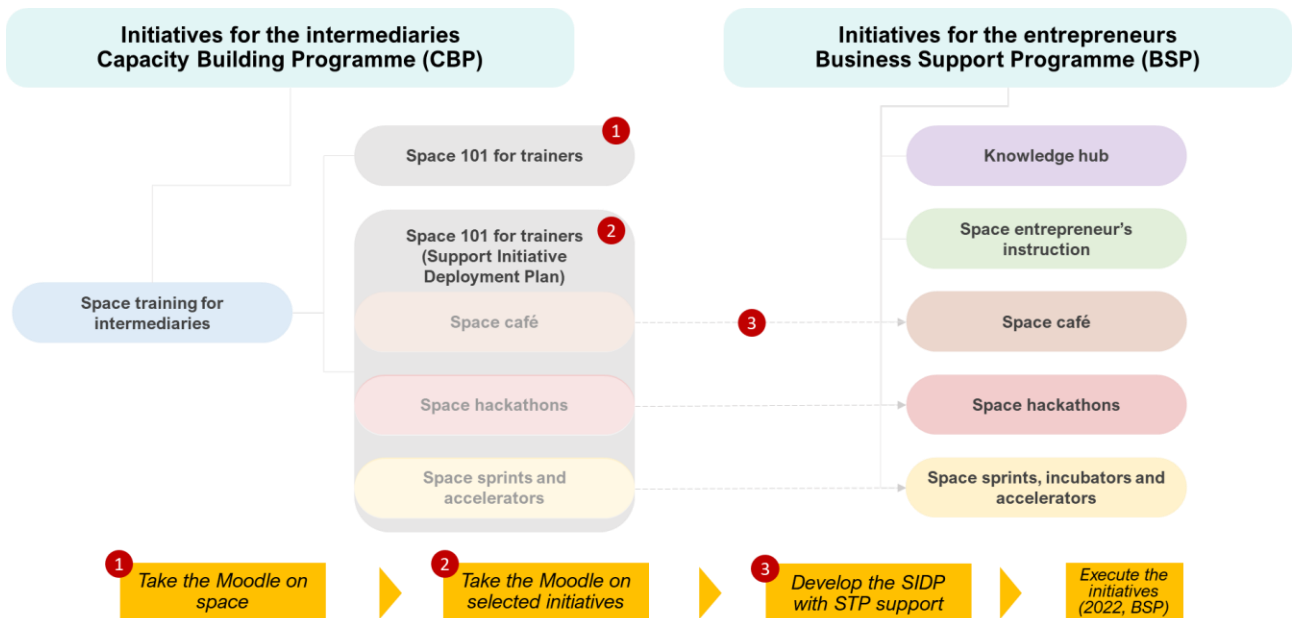 Initiatives for the intermediaries
Capacity Building Programme (CBP)
Initiatives for the entrepreneurs
Business Support Programme (BSP)
1
Space 101 for trainers
Knowledge hub
2
Space 101 for trainers
(Support Initiative
Deployment Plan)
Space entrepreneur's
instruction
Space training for
intermediaries
Space café
3
Space café
Space hackathons
Space hackathons
Space sprints and
accelerators
Space sprints, incubators and
accelerators
1
Take the Moodle on
space
2
Take the Moodle on
selected initiatives
3
Develop the SIDP
with STP support
Execute the
initiatives
(2022, BSP)